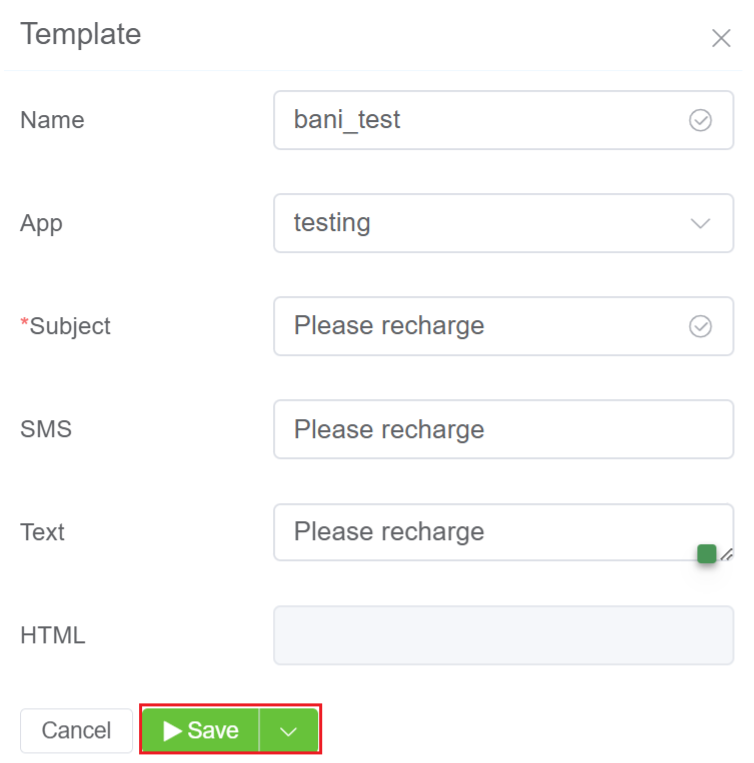 Template
Name
bani_test
App
testing
*Subject
Please recharge
SMS
Please recharge
Text
Please recharge
HTML
Cancel
Save